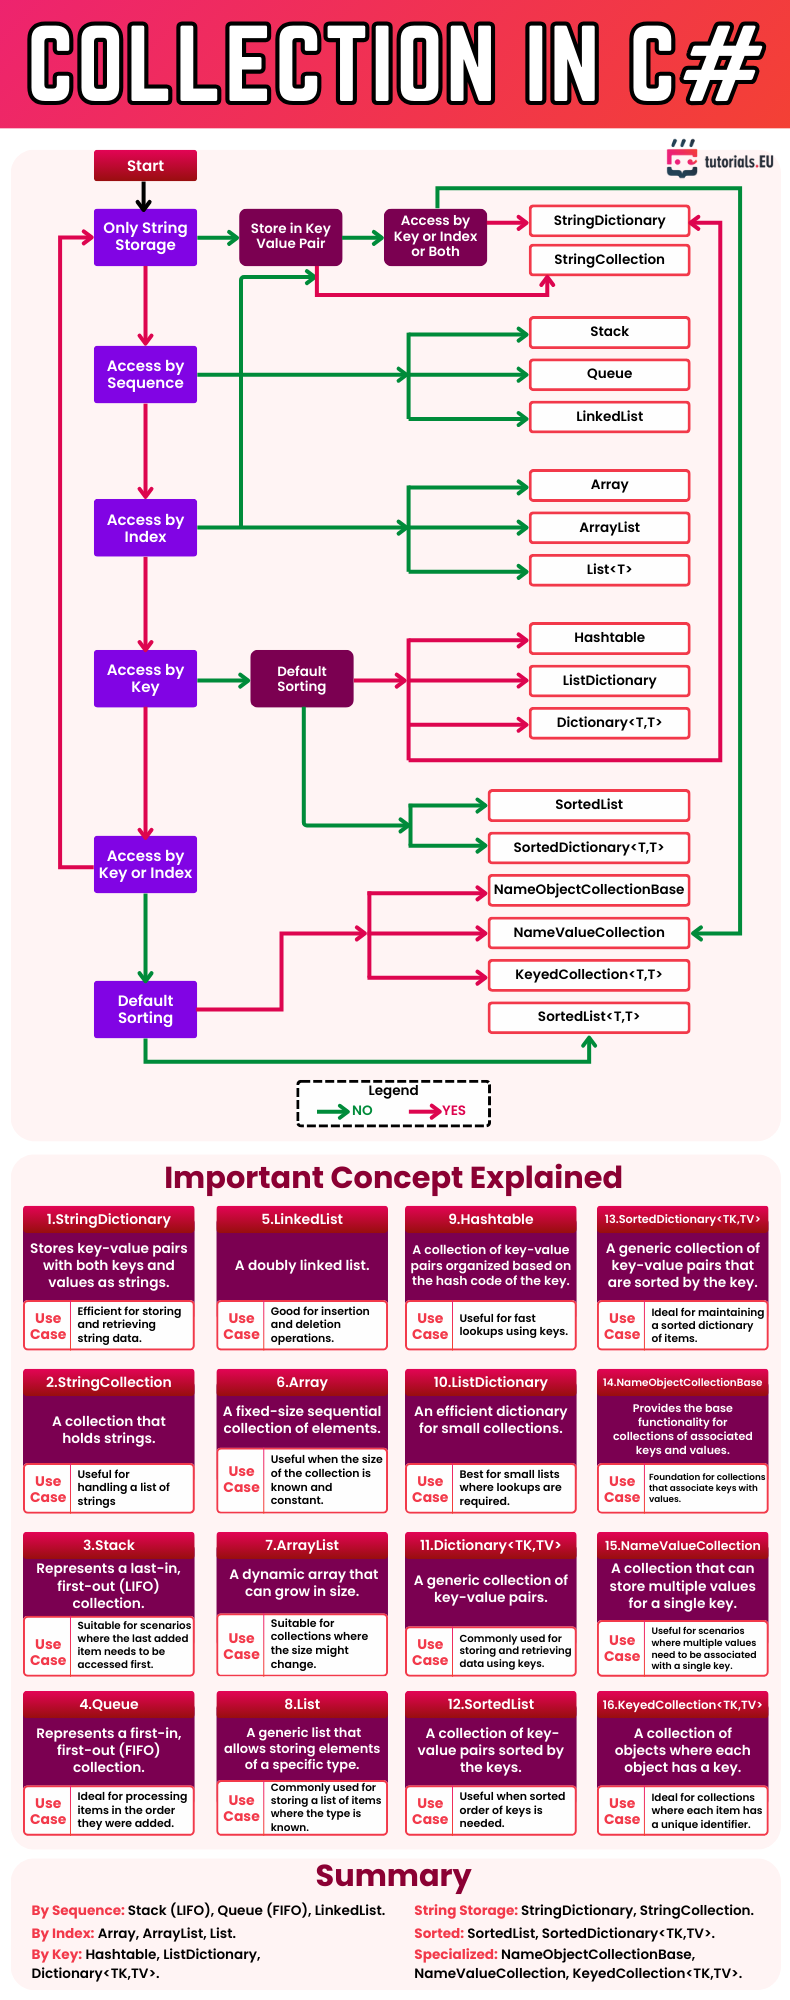 COLLECTION IN C#
tutorials.EU
Start
Only String
Storage
Store in Key
Value Pair
Access by
Key or Index
or Both
StringDictionary
StringCollection
Access by
Sequence
Stack
Queue
LinkedList
Access by
Index
Array
ArrayList
List<T>
Access by
Key
Default
Sorting
Hashtable
ListDictionary
Dictionary<T,T>
SortedList
SortedDictionary<T,T>
Access by
Key or Index
NameObjectCollectionBase
NameValueCollection
KeyedCollection<T,T>
Default
Sorting
SortedList<T,T>
Legend
NO
YES
Important Concept Explained
1.StringDictionary
Stores key-value pairs
with both keys and
values as strings.
Use
Case
Efficient for storing
and retrieving
string data.
5.LinkedList
A doubly linked list.
Use
Case
Good for insertion
and deletion
operations.
9.Hashtable
A collection of key-value
pairs organized based on
the hash code of the key.
Use
Case
Useful for fast
lookups using keys.
13.SortedDictionary<TK,TV>
A generic collection of
key-value pairs that
are sorted by the key.
Use
Case
Ideal for maintaining
a sorted dictionary
of items.
2.StringCollection
A collection that
holds strings.
Use
Case
Useful for
handling a list of
strings
6.Array
A fixed-size sequential
collection of elements.
Use
Case
Useful when the size
of the collection is
known and
constant.
10.ListDictionary
An efficient dictionary
for small collections.
Use
Case
Best for small lists
where lookups are
required.
14.NameObjectCollectionBase
Provides the base
functionality for
collections of associated
keys and values.
Use
Case
Foundation for collections
that associate keys with
values.
3.Stack
Represents a last-in,
first-out (LIFO)
collection.
Use
Case
Suitable for scenarios
where the last added
item needs to be
accessed first.
7.ArrayList
A dynamic array that
can grow in size.
Use
Case
Suitable for
collections where
the size might
change.
11.Dictionary<TK,TV>
A generic collection of
key-value pairs.
Use
Case
Commonly used for
storing and retrieving
data using keys.
15.NameValueCollection
A collection that can
store multiple values
for a single key.
Use
Case
Useful for scenarios
where multiple values
need to be associated
with a single key.
4.Queue
Represents a first-in,
first-out (FIFO)
collection.
Use
Case
Ideal for processing
items in the order
they were added.
8.List
A generic list that
allows storing elements
of a specific type.
Use
Case
Commonly used for
storing a list of items
where the type is
known.
12.SortedList
A collection of key-
value pairs sorted by
the keys.
Use
Case
Useful when sorted
order of keys is
needed.
16.KeyedCollection<TK,TV>
A collection of
objects where each
object has a key.
Use
Case
Ideal for collections
where each item has
a unique identifier.
Summary
By Sequence: Stack (LIFO), Queue (FIFO), LinkedList.
By Index: Array, ArrayList, List.
By Key: Hashtable, ListDictionary,
Dictionary<TK,TV>.
String Storage: StringDictionary, StringCollection.
Sorted: SortedList, SortedDictionary<TK,TV>.
Specialized: NameObjectCollectionBase,
NameValueCollection, KeyedCollection<TK,TV>.